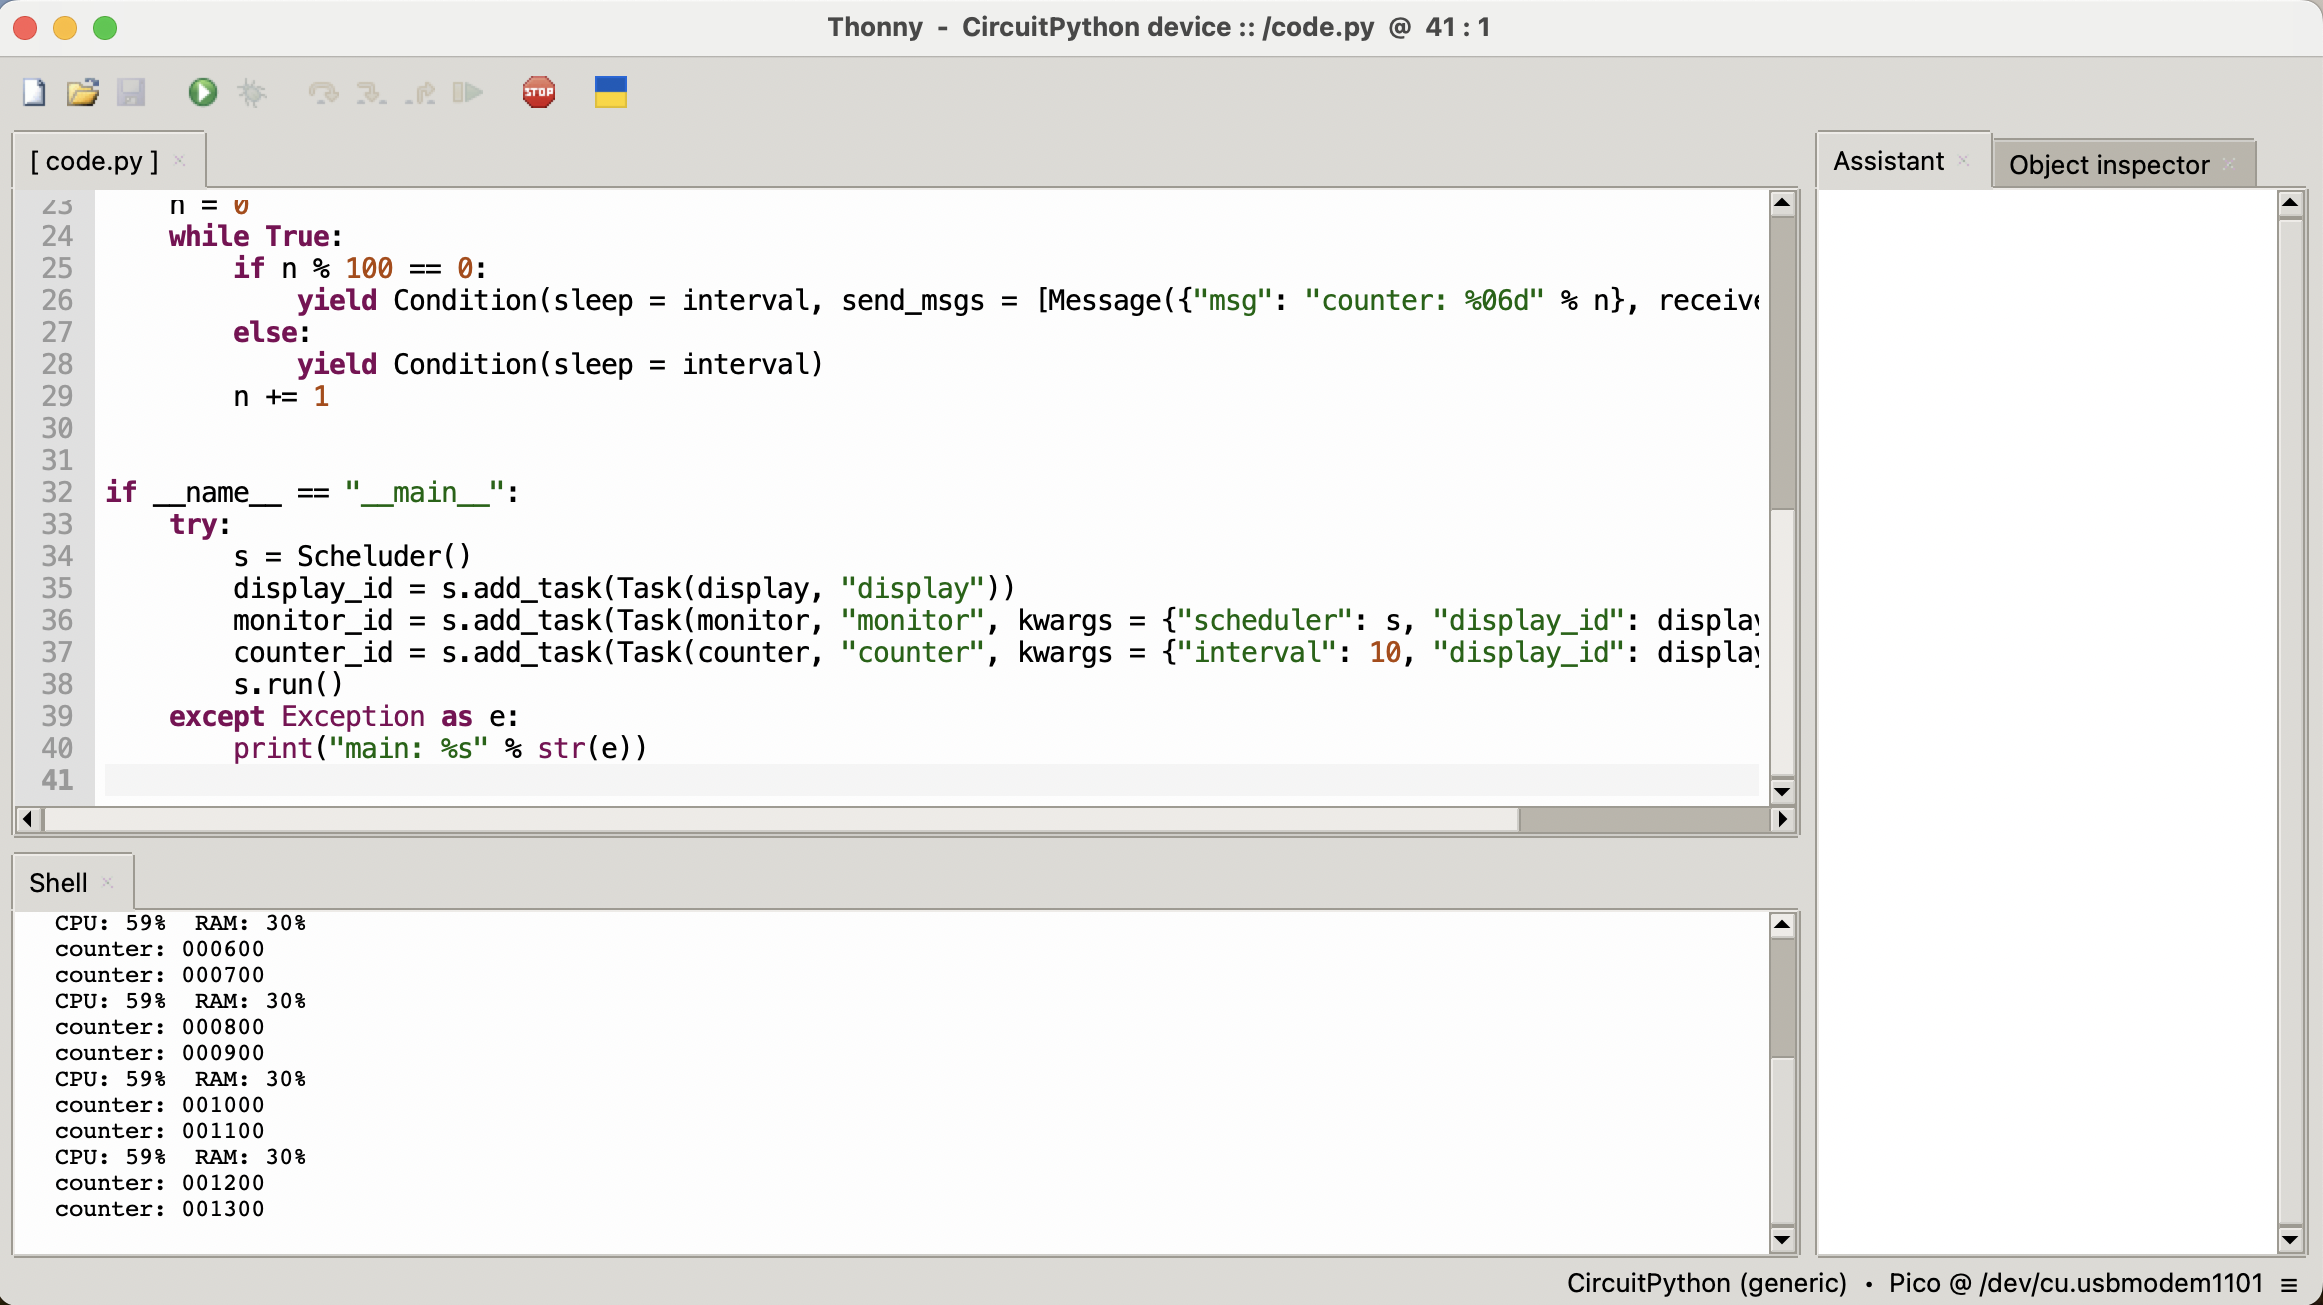 Thonny - CircuitPython device :: /code.py @ 41 : 1
STOP
[ code.py ]
23 n = 0
24 while True:
25 if n % 100 == 0:
26 yield Condition(sleep = interval, send_msgs = [Message({"msg": "counter: %06d" % n}, receive
27 else:
28 yield Condition(sleep = interval)
29 n += 1
30
31
32 if __name__ == "__main__":
33 try:
34 s = Scheluder()
35 display_id = s.add_task(Task(display, "display"))
36 monitor_id = s.add_task(Task(monitor, "monitor", kwargs = {"scheduler": s, "display_id": display
37 counter_id = s.add_task(Task(counter, "counter", kwargs = {"interval": 10, "display_id": display
38 s.run()
39 except Exception as e:
40 print("main: %s" % str(e))
41
Shell
CPU: 59% RAM: 30%
counter: 000600
counter: 000700
CPU: 59% RAM: 30%
counter: 000800
counter: 000900
CPU: 59% RAM: 30%
counter: 001000
counter: 001100
CPU: 59% RAM: 30%
counter: 001200
counter: 001300
Assistant
Object inspector
CircuitPython (generic) • Pico @ /dev/cu.usbmodem1101 ≡